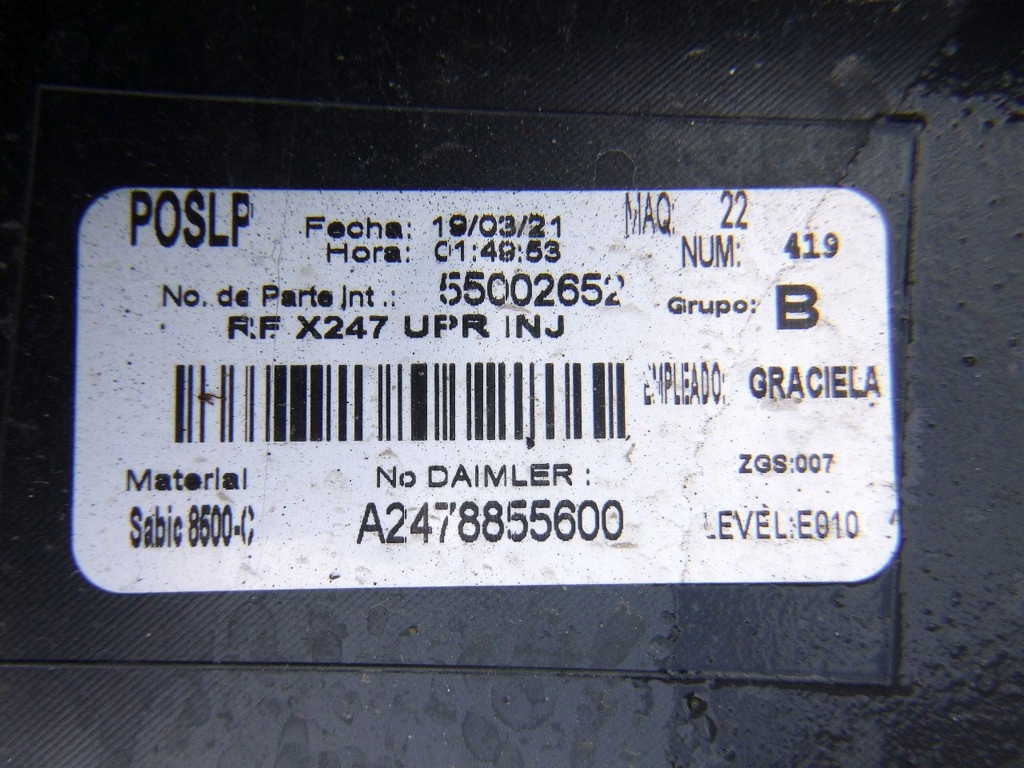 POSLP Fecha: 19/03/21 MAQ: 22
Hora: 01:49:53 NUM: 419
No. de Parte Int.: 55002652 Grupo: B
RF X247 UPR INJ
EMPLEADO: GRACIELA
Material No DAIMLER : ZGS:007
Sabic 8500-C A2478855600 LEVEL:E010